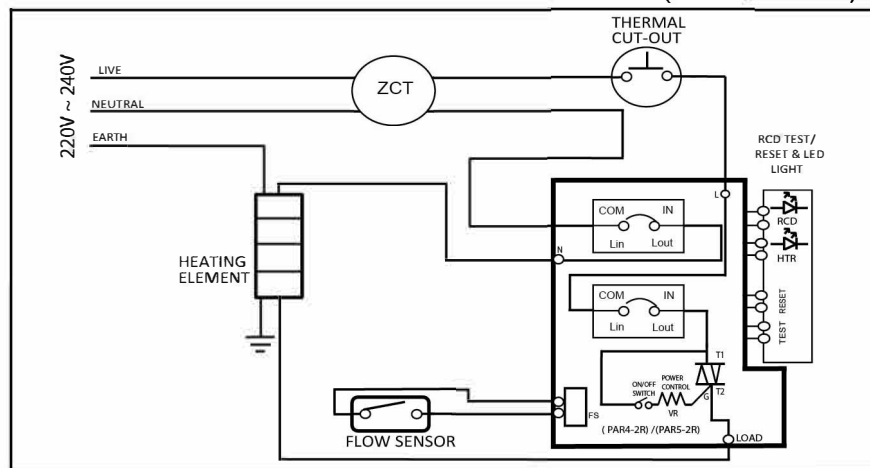 THERMAL
CUT-OUT
220V ~ 240V
LIVE
NEUTRAL
EARTH
ZCT
RCD TEST/
RESET & LED
LIGHT
L
COM IN
Lin Lout
RCD
HTR
N
HEATING
ELEMENT
COM IN
Lin Lout
RESET
TEST
T1
ON/OFF
SWITCH
POWER
CONTROL
G
T2
VR
FS
( PAR4-2R) /(PAR5-2R)
LOAD
FLOW SENSOR